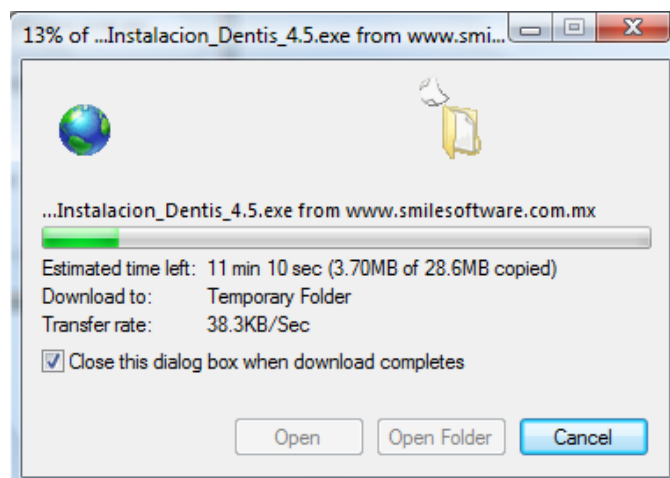 13% of ...Instalacion_Dentis_4.5.exe from www.smi...
...Instalacion_Dentis_4.5.exe from www.smilesoftware.com.mx
Estimated time left: 11 min 10 sec (3.70MB of 28.6MB copied)
Download to: Temporary Folder
Transfer rate: 38.3KB/Sec
Close this dialog box when download completes
Open Open Folder Cancel